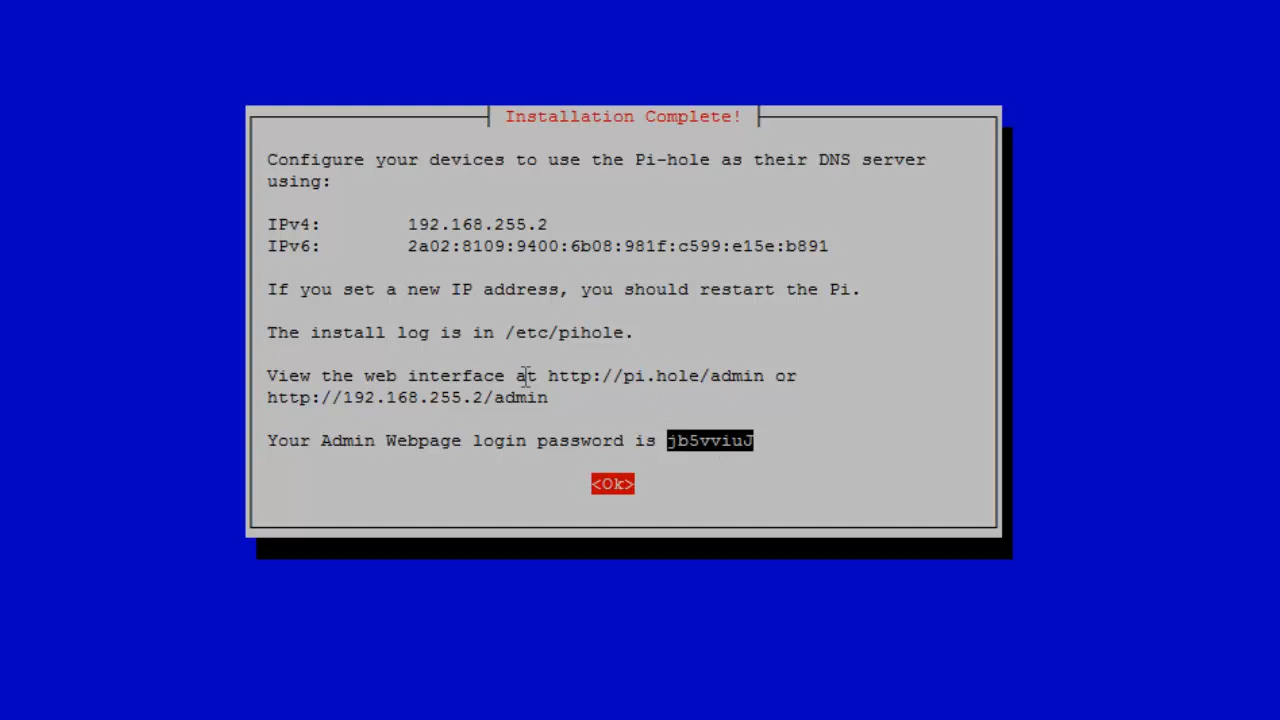 Installation Complete!
Configure your devices to use the Pi-hole as their DNS server
using:
IPv4: 192.168.255.2
IPv6: 2a02:8109:9400:6b08:981f:c599:e15e:b891
If you set a new IP address, you should restart the Pi.
The install log is in /etc/pihole.
View the web interface at http://pi.hole/admin or
http://192.168.255.2/admin
Your Admin Webpage login password is jb5vviuJ
<Ok>